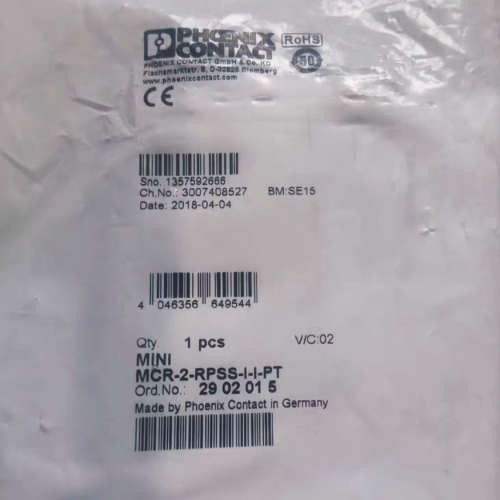 PHOENIX
CONTACT
RoHS
PHOENIX CONTACT GmbH & Co. KG
Flachsmarktstr. 8, D-32825 Blomberg
www.phoenixcontact.com
CE
Sno. 1357592666
Ch.No.: 3007408527 BM:SE15
Date: 2018-04-04
4 046356 649544
Qty 1 pcs V/C:02
MINI
MCR-2-RPSS-I-I-PT
Ord.No.: 29 02 01 5
Made by Phoenix Contact in Germany